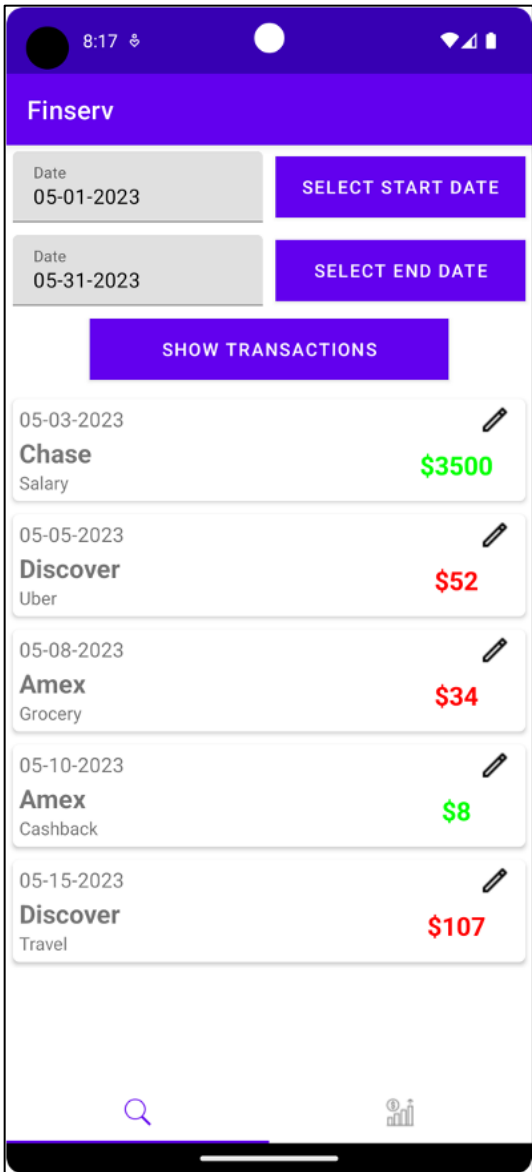 8:17
Finserv
Date
05-01-2023
SELECT START DATE
Date
05-31-2023
SELECT END DATE
SHOW TRANSACTIONS
05-03-2023
Chase
$3500
Salary
05-05-2023
Discover
$52
Uber
05-08-2023
Amex
$34
Grocery
05-10-2023
Amex
$8
Cashback
05-15-2023
Discover
$107
Travel